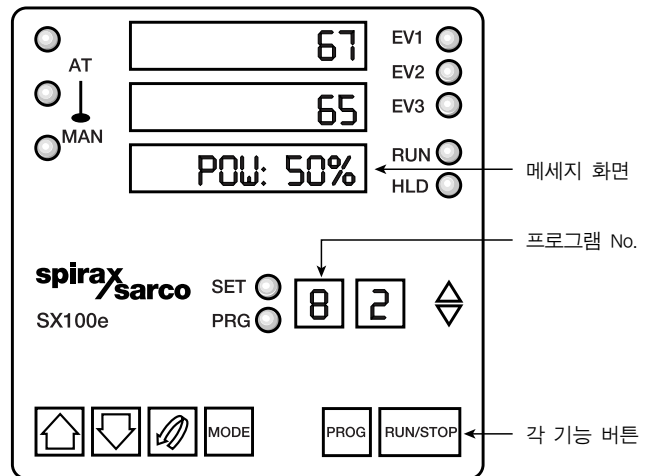 67
EV1
AT
EV2
65
EV3
MAN
POW: 50%
RUN
HLD
메세지 화면
프로그램 No.
spirax
sarco
SX100e
SET
PRG
8 2
MODE
PROG
RUN/STOP
각 기능 버튼